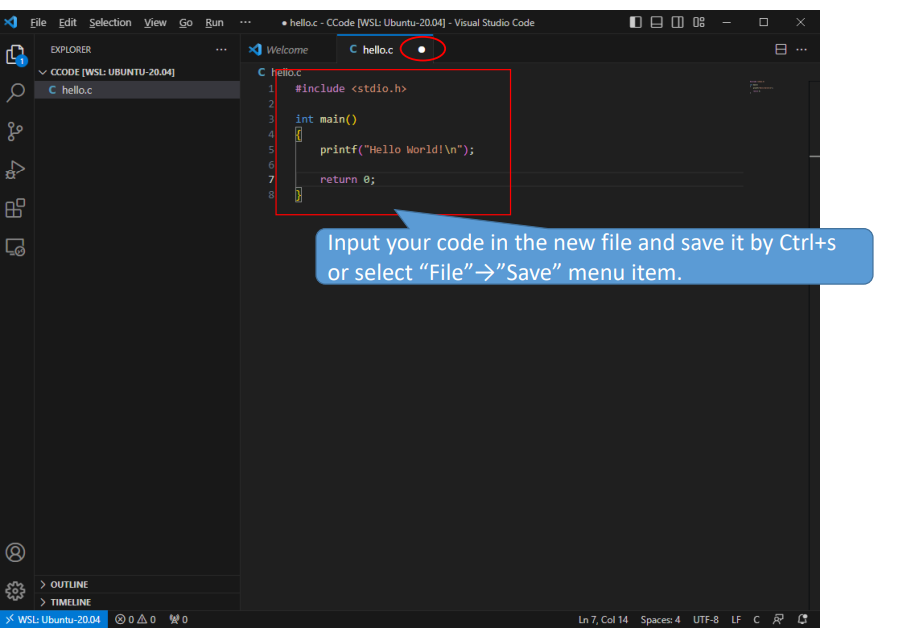 File Edit Selection View Go Run ··· ● hello.c - CCode [WSL: Ubuntu-20.04] - Visual Studio Code
EXPLORER ···
Welcome
C hello.c ●
CCODE [WSL: UBUNTU-20.04]
C hello.c
1
C hello.c
1 #include <stdio.h>
2
3 int main()
4 {
5 printf("Hello World!\n");
6
7 return 0;
8 }
Input your code in the new file and save it by Ctrl+s
or select “File”→”Save” menu item.
> OUTLINE
> TIMELINE
WSL: Ubuntu-20.04 0 0 0 Ln 7, Col 14 Spaces: 4 UTF-8 LF C